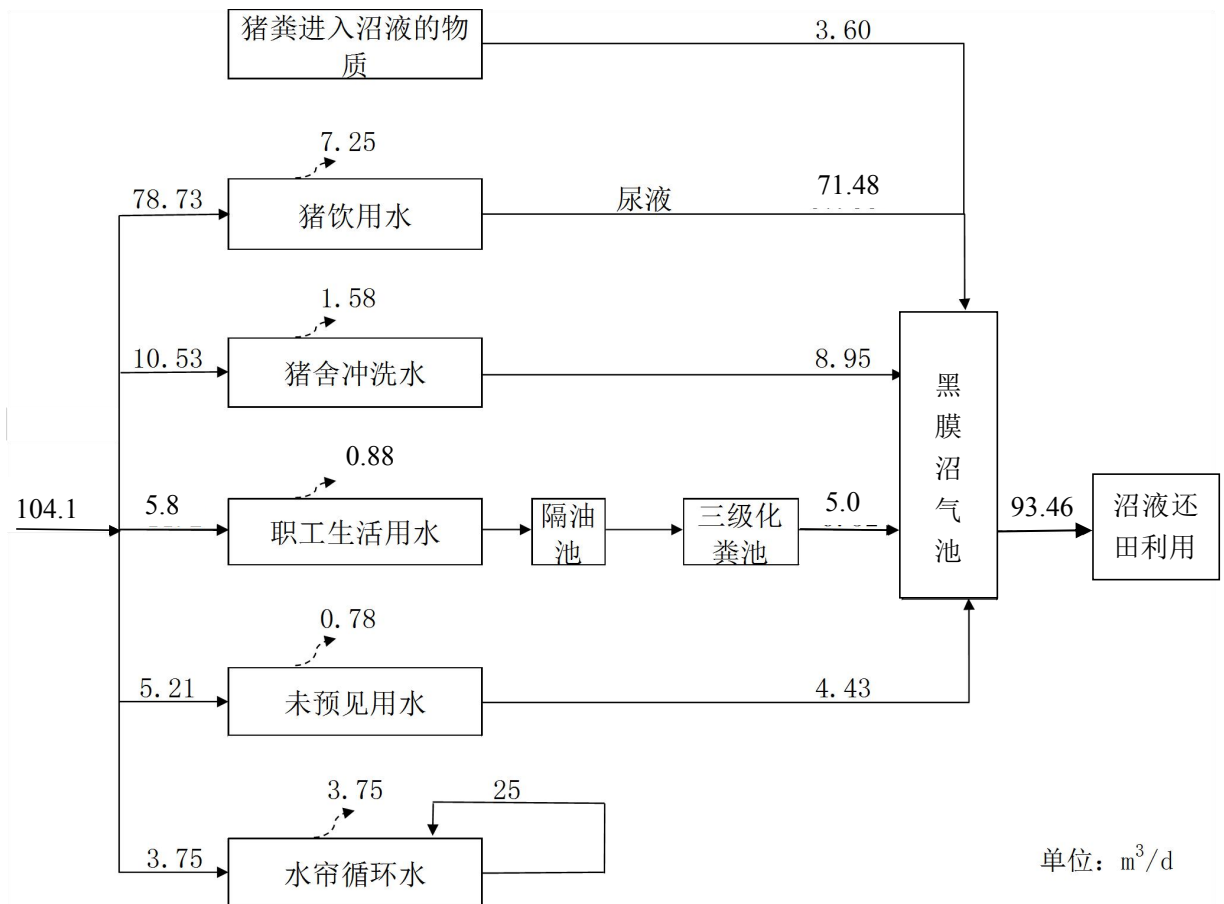 猪粪进入沼液的物
质
3.60
7.25
78.73
猪饮用水
尿液
71.48
1.58
10.53
猪舍冲洗水
8.95
黑
膜
沼
气
池
0.88
104.1
5.8
职工生活用水
隔油
池
三级化
粪池
5.0
93.46
沼液还
田利用
0.78
5.21
未预见用水
4.43
3.75
25
3.75
水帘循环水
单位：m³/d